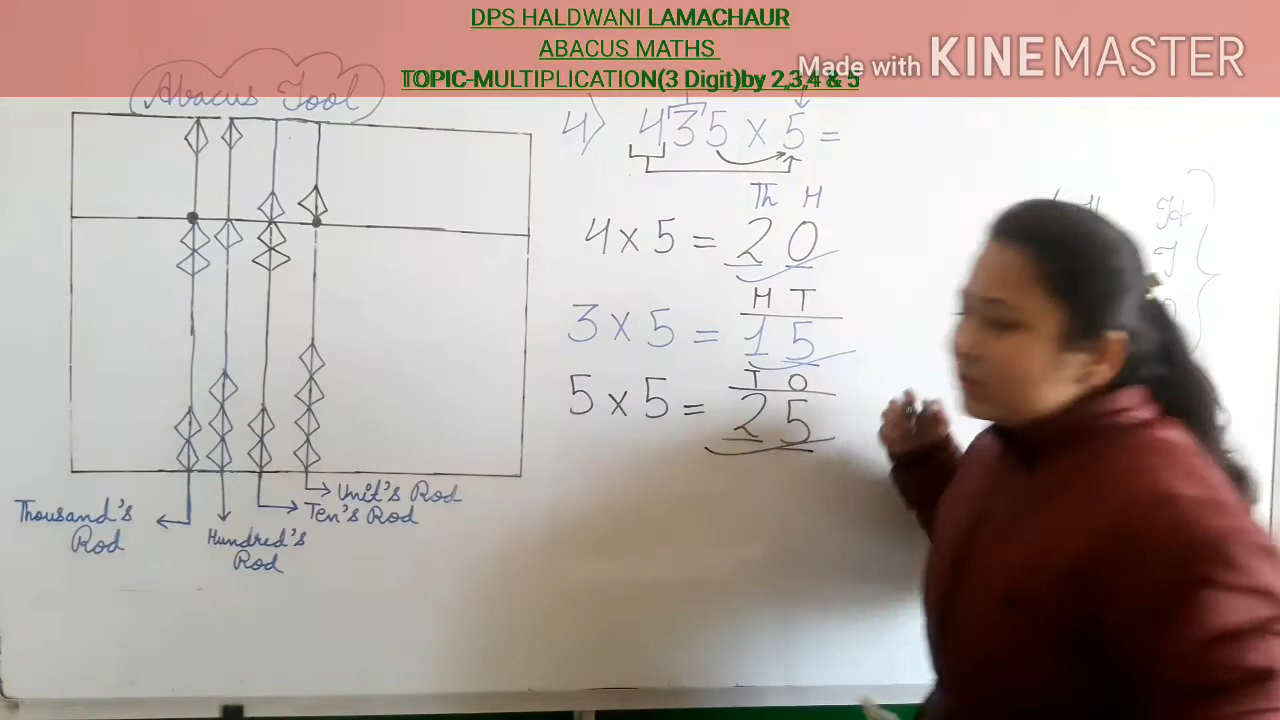 DPS HALDWANI LAMACHAUR
ABACUS MATHS
TOPIC-MULTIPLICATION(3 Digit)by 2,3,4 & 5
Made with KINEMASTER
Abacus Tool
4) 435 x 5 =
Th H
4 x 5 = 20
H T
3 x 5 = 15
T O
5 x 5 = 25
Thousand's Rod
Hundred's Rod
Ten's Rod
Unit's Rod
H
T